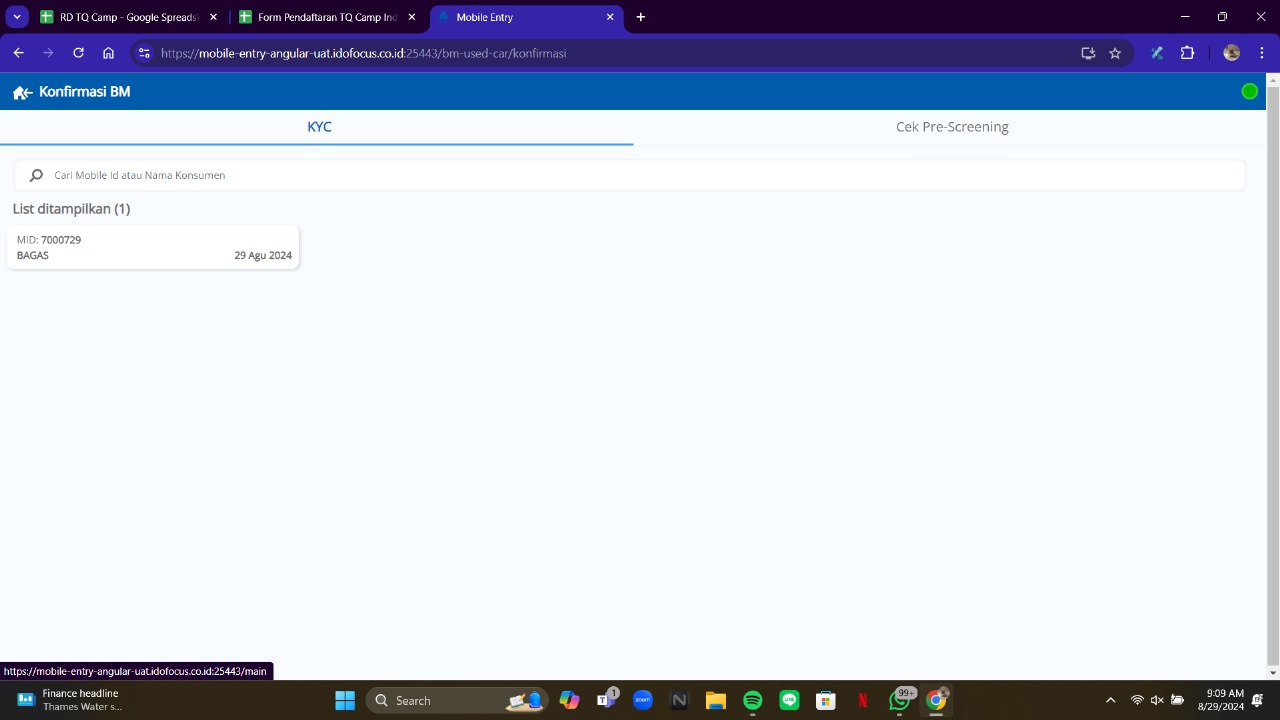 RD TQ Camp - Google Spreads
Form Pendaftaran TQ Camp Ind
Mobile Entry
https://mobile-entry-angular-uat.idofocus.co.id:25443/bm-used-car/konfirmasi
Konfirmasi BM
KYC
Cek Pre-Screening
Cari Mobile Id atau Nama Konsumen
List ditampilkan (1)
MID: 7000729
BAGAS
29 Agu 2024
https://mobile-entry-angular-uat.idofocus.co.id:25443/main
Finance headline
Thames Water s...
Search
1
zoom
N
LINE
N
99+
9:09 AM
8/29/2024